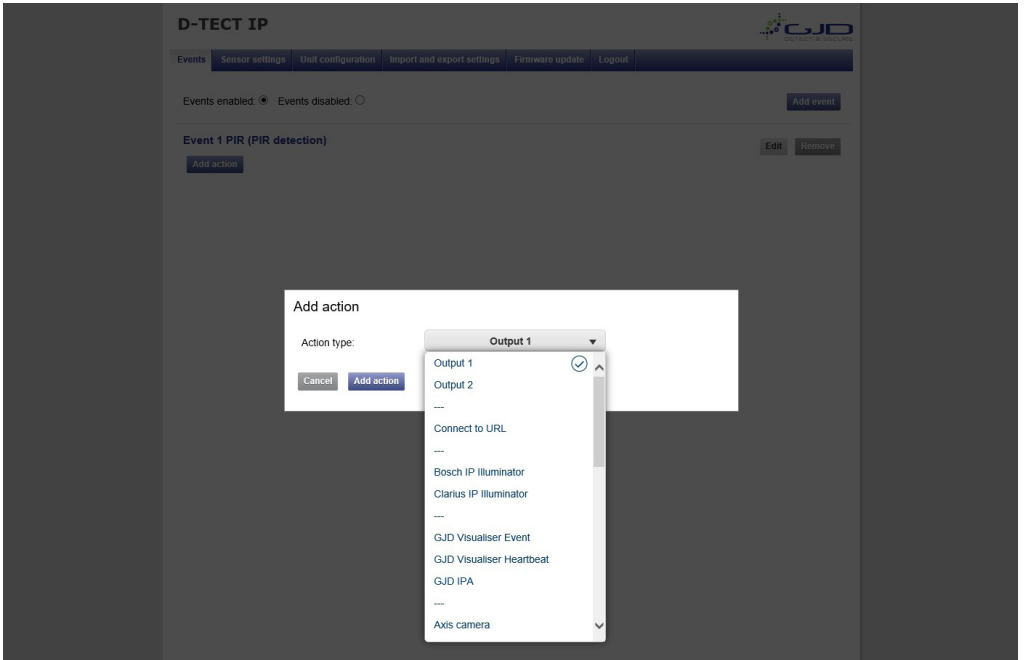 D-TECT IP
GJD
DETECT & SECURE
Events Sensor settings Unit configuration Import and export settings Firmware update Logout
Events enabled: Events disabled: Add event
Event 1 PIR (PIR detection)
Edit Remove
Add action
Add action
Action type: Output 1
Output 1
Output 2
---
Connect to URL
---
Bosch IP Illuminator
Clarius IP Illuminator
---
GJD Visualiser Event
GJD Visualiser Heartbeat
GJD IPA
---
Axis camera
Cancel Add action